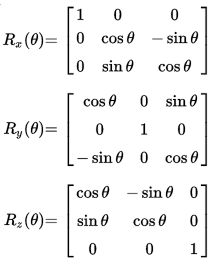 R_x(θ)= [ 1 0 0
0 cos θ − sin θ
0 sin θ cos θ ]
R_y(θ)= [ cos θ 0 sin θ
0 1 0
− sin θ 0 cos θ ]
R_z(θ)= [ cos θ − sin θ 0
sin θ cos θ 0
0 0 1 ]